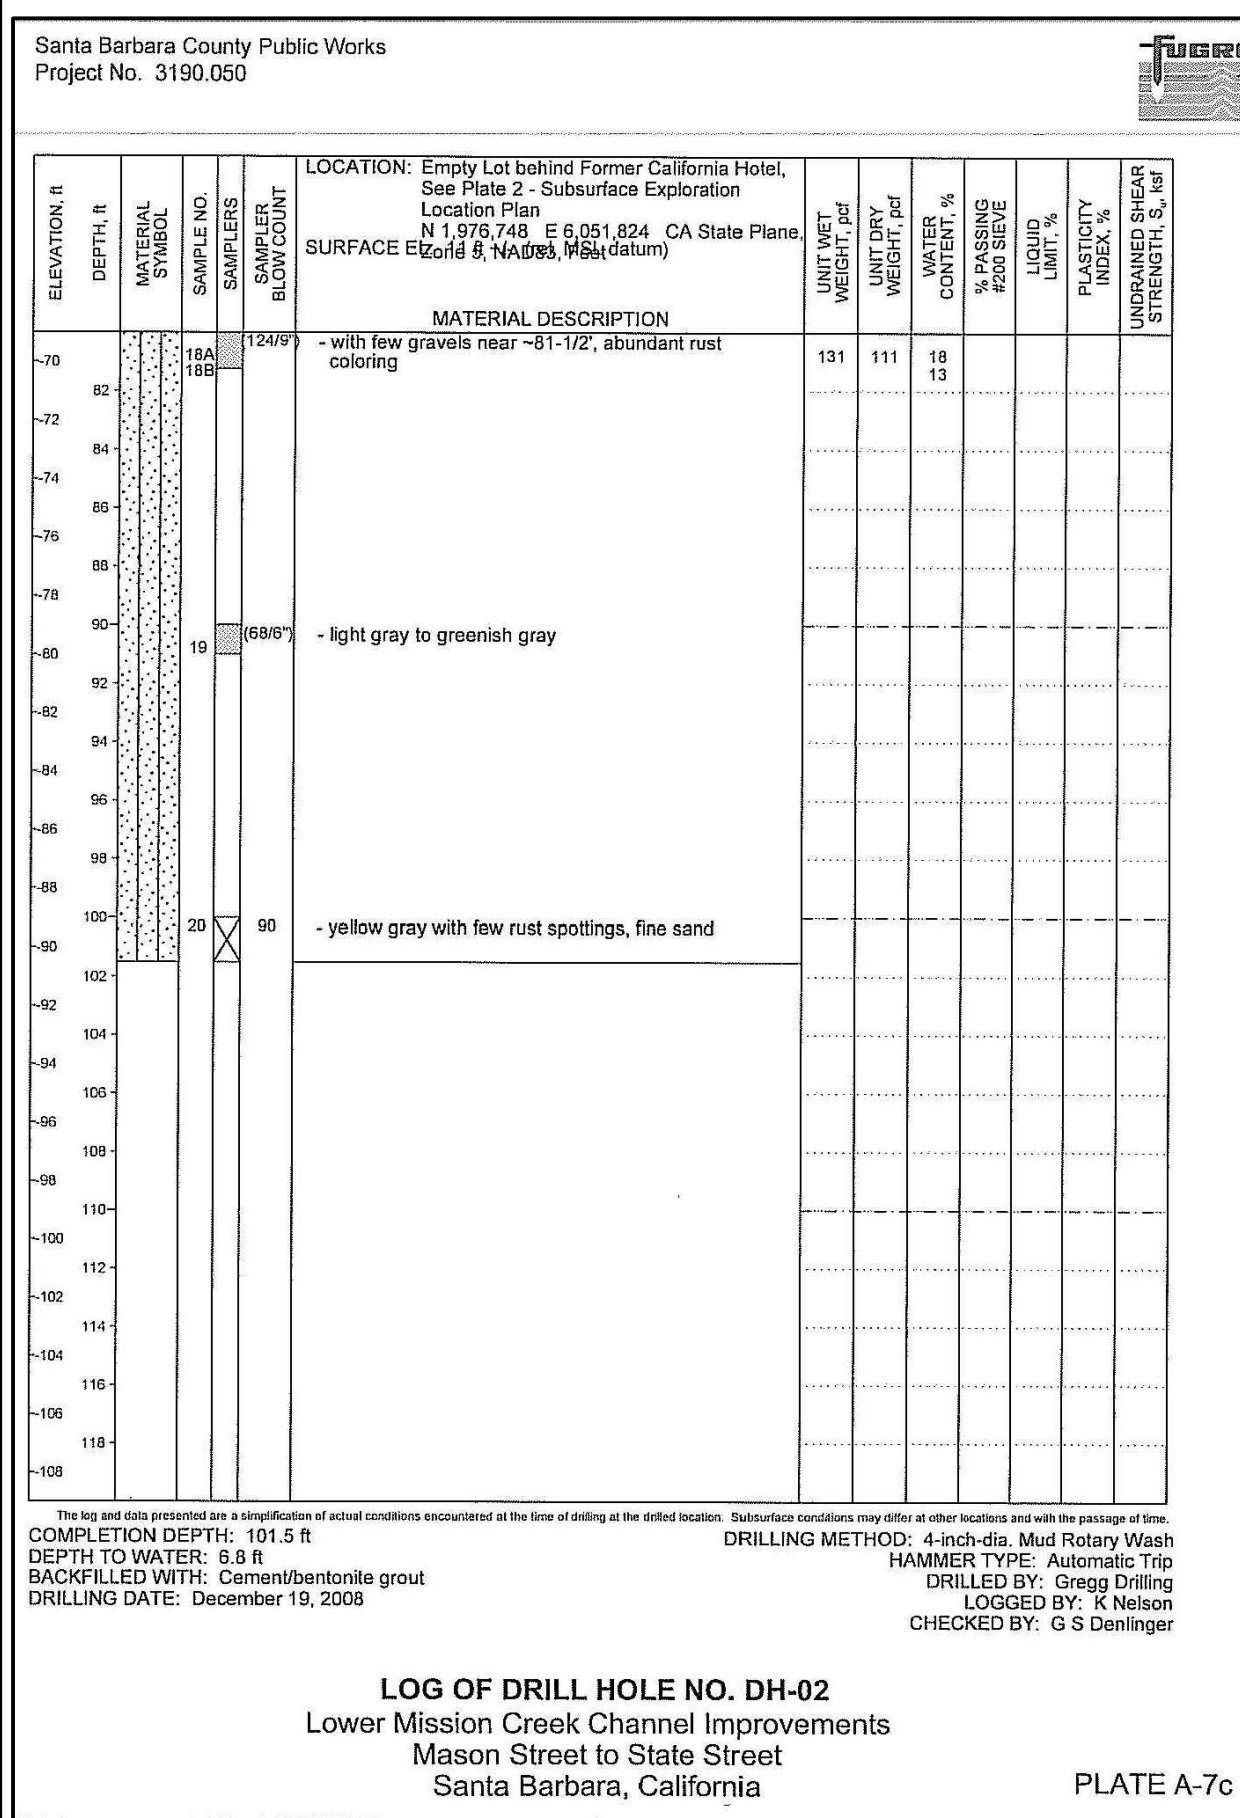 Santa Barbara County Public Works
Project No. 3190.050
ELEVATION, ft
DEPTH, ft
MATERIAL SYMBOL
SAMPLE NO.
SAMPLERS
SAMPLER BLOW COUNT
LOCATION: Empty Lot behind Former California Hotel,
See Plate 2 - Subsurface Exploration
Location Plan
N 1,976,748 E 6,051,824 CA State Plane,
Zone 5, NAD83, Feet
SURFACE EL: 11 ft +/- (rel. MSL datum)
MATERIAL DESCRIPTION
UNIT WET WEIGHT, pcf
UNIT DRY WEIGHT, pcf
WATER CONTENT, %
% PASSING #200 SIEVE
LIQUID LIMIT, %
PLASTICITY INDEX, %
UNDRAINED SHEAR STRENGTH, Su, ksf
18A (124/9") - with few gravels near ~81-1/2', abundant rust 131 111 18
-70 18B coloring 13
82
-72
84
-74
86
-76
88
-78
90 (68/6") - light gray to greenish gray
-80 19
92
-82
94
-84
96
-86
98
-88
100 20 90 - yellow gray with few rust spottings, fine sand
-90
102
-92
104
-94
106
-96
108
-98
110
-100
112
-102
114
-104
116
-106
118
-108
The log and data presented are a simplification of actual conditions encountered at the time of drilling at the drilled location. Subsurface conditions may differ at other locations and with the passage of time.
COMPLETION DEPTH: 101.5 ft
DEPTH TO WATER: 6.8 ft
BACKFILLED WITH: Cement/bentonite grout
DRILLING DATE: December 19, 2008
DRILLING METHOD: 4-inch-dia. Mud Rotary Wash
HAMMER TYPE: Automatic Trip
DRILLED BY: Gregg Drilling
LOGGED BY: K Nelson
CHECKED BY: G S Denlinger
LOG OF DRILL HOLE NO. DH-02
Lower Mission Creek Channel Improvements
Mason Street to State Street
Santa Barbara, California
PLATE A-7c